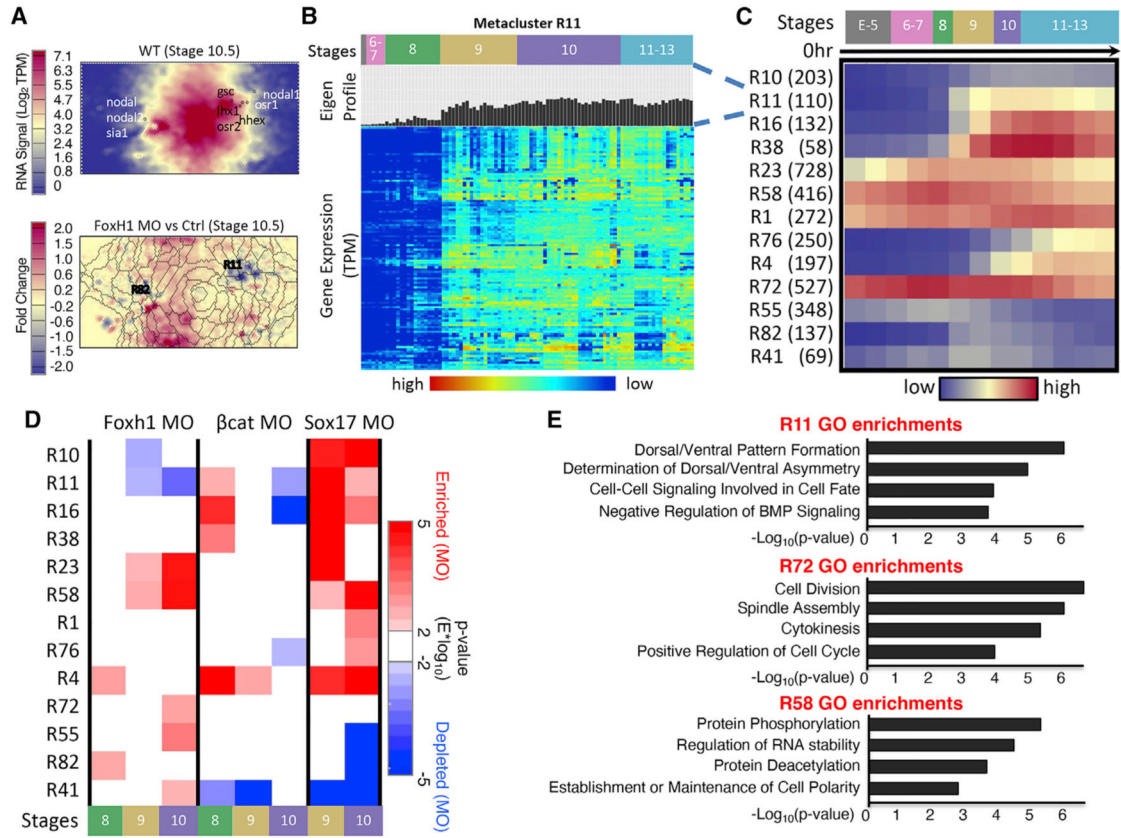 A
WT (Stage 10.5)
RNA Signal (Log2 TPM)
7.1
6.3
5.5
4.7
4.0
3.2
2.4
1.6
0.8
0
nodal
nodal2
sia1
gsc
lhx1
osr2
hhex
nodal1
osr1
FoxH1 MO vs Ctrl (Stage 10.5)
Fold Change
2.0
1.2
1.0
0.6
0.2
-0.2
-0.6
-1.0
-1.5
-2.0
R82
R11
B
Metacluster R11
Stages
6-7
8
9
10
11-13
Eigen Profile
Gene Expression (TPM)
high
low
C
Stages
E-5
6-7
8
9
10
11-13
0hr
R10 (203)
R11 (110)
R16 (132)
R38 (58)
R23 (728)
R58 (416)
R1 (272)
R76 (250)
R4 (197)
R72 (527)
R55 (348)
R82 (137)
R41 (69)
low
high
D
Foxh1 MO
βcat MO
Sox17 MO
R10
R11
R16
R38
R23
R58
R1
R76
R4
R72
R55
R82
R41
Stages
8
9
10
8
9
10
9
10
Enriched (MO)
Depleted (MO)
5
2
-2
-5
p-value
(E*log10)
E
R11 GO enrichments
Dorsal/Ventral Pattern Formation
Determination of Dorsal/Ventral Asymmetry
Cell-Cell Signaling Involved in Cell Fate
Negative Regulation of BMP Signaling
-Log10(p-value) 0 1 2 3 4 5 6
R72 GO enrichments
Cell Division
Spindle Assembly
Cytokinesis
Positive Regulation of Cell Cycle
-Log10(p-value) 0 1 2 3 4 5 6
R58 GO enrichments
Protein Phosphorylation
Regulation of RNA stability
Protein Deacetylation
Establishment or Maintenance of Cell Polarity
-Log10(p-value) 0 1 2 3 4 5 6